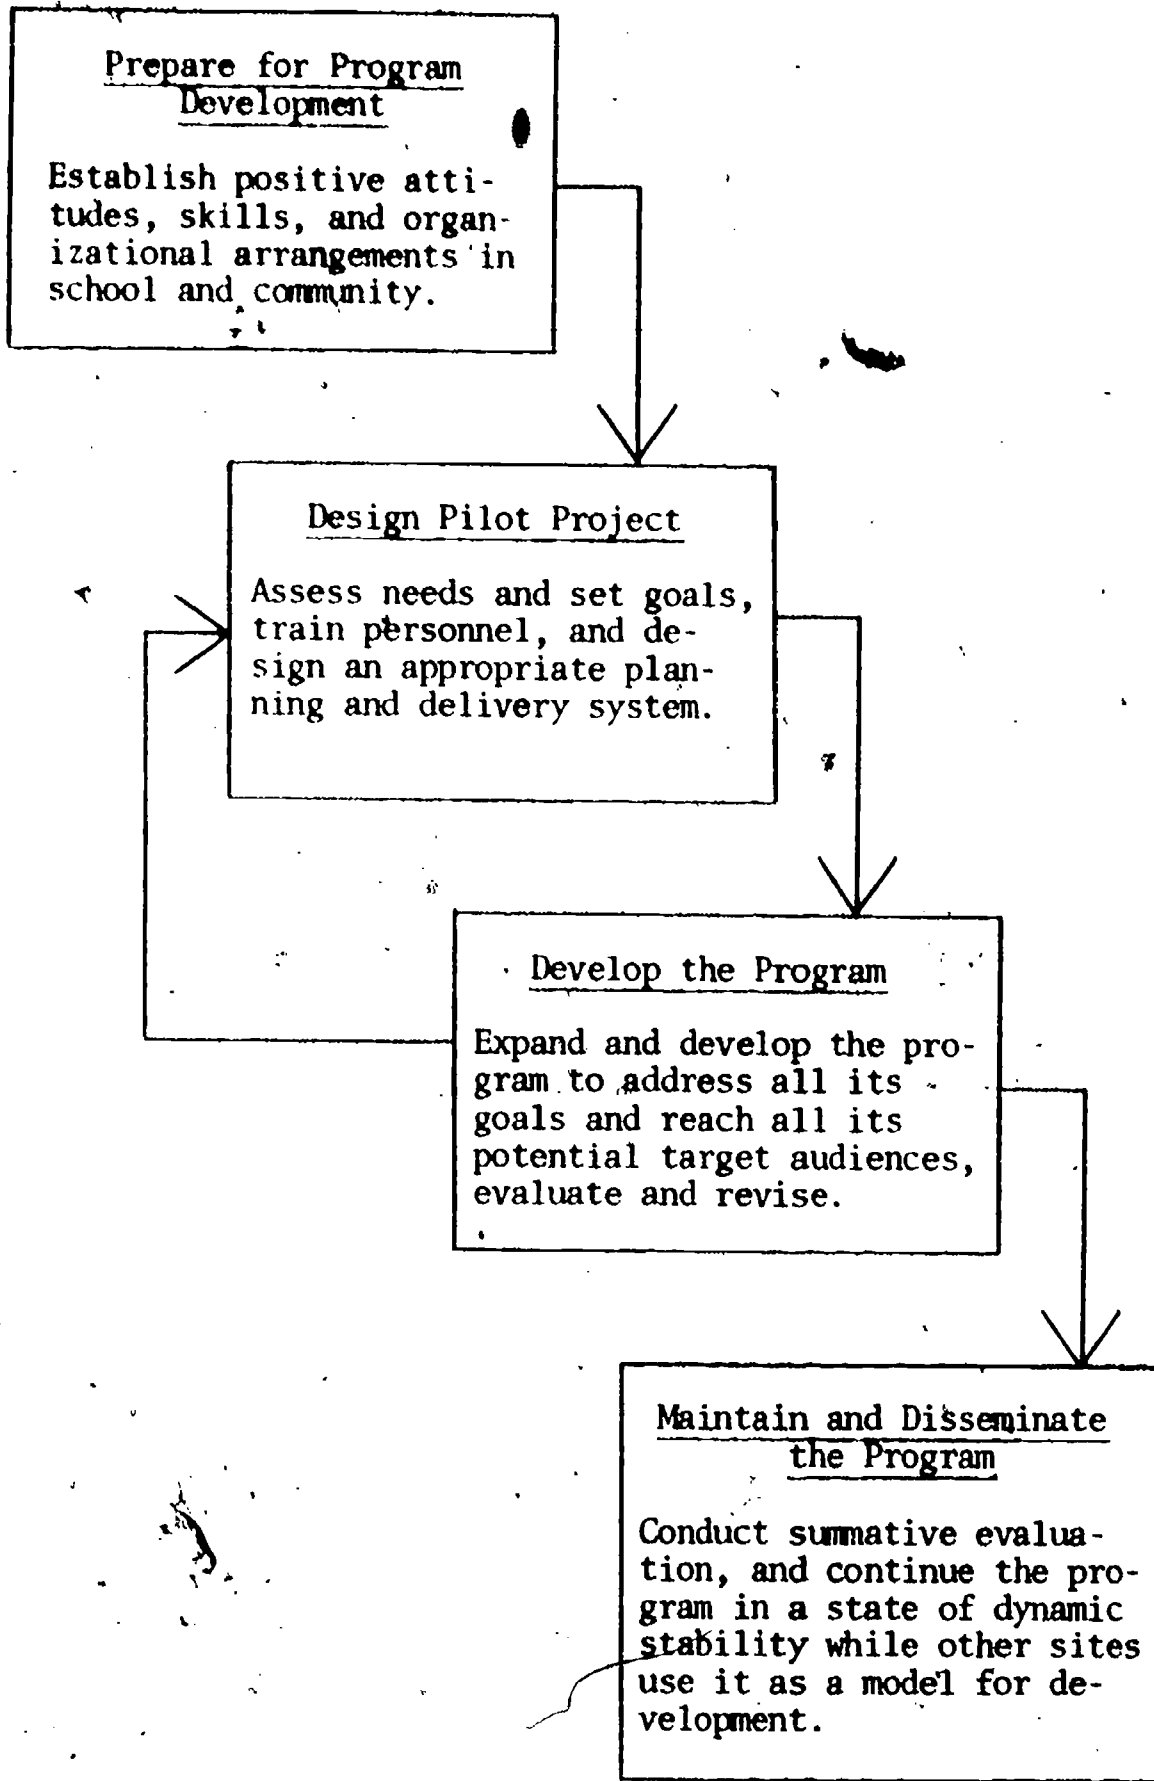 Prepare for Program
Development
Establish positive atti-
tudes, skills, and organ-
izational arrangements in
school and community.
Design Pilot Project
Assess needs and set goals,
train personnel, and de-
sign an appropriate plan-
ning and delivery system.
Develop the Program
Expand and develop the pro-
gram to address all its
goals and reach all its
potential target audiences,
evaluate and revise.
Maintain and Disseminate
the Program
Conduct summative evalua-
tion, and continue the pro-
gram in a state of dynamic
stability while other sites
use it as a model for de-
velopment.